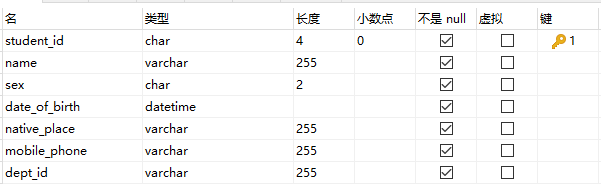 名 类型 长度 小数点 不是 null 虚拟 键
student_id char 4 0 1
name varchar 255
sex char 2
date_of_birth datetime
native_place varchar 255
mobile_phone varchar 255
dept_id varchar 255